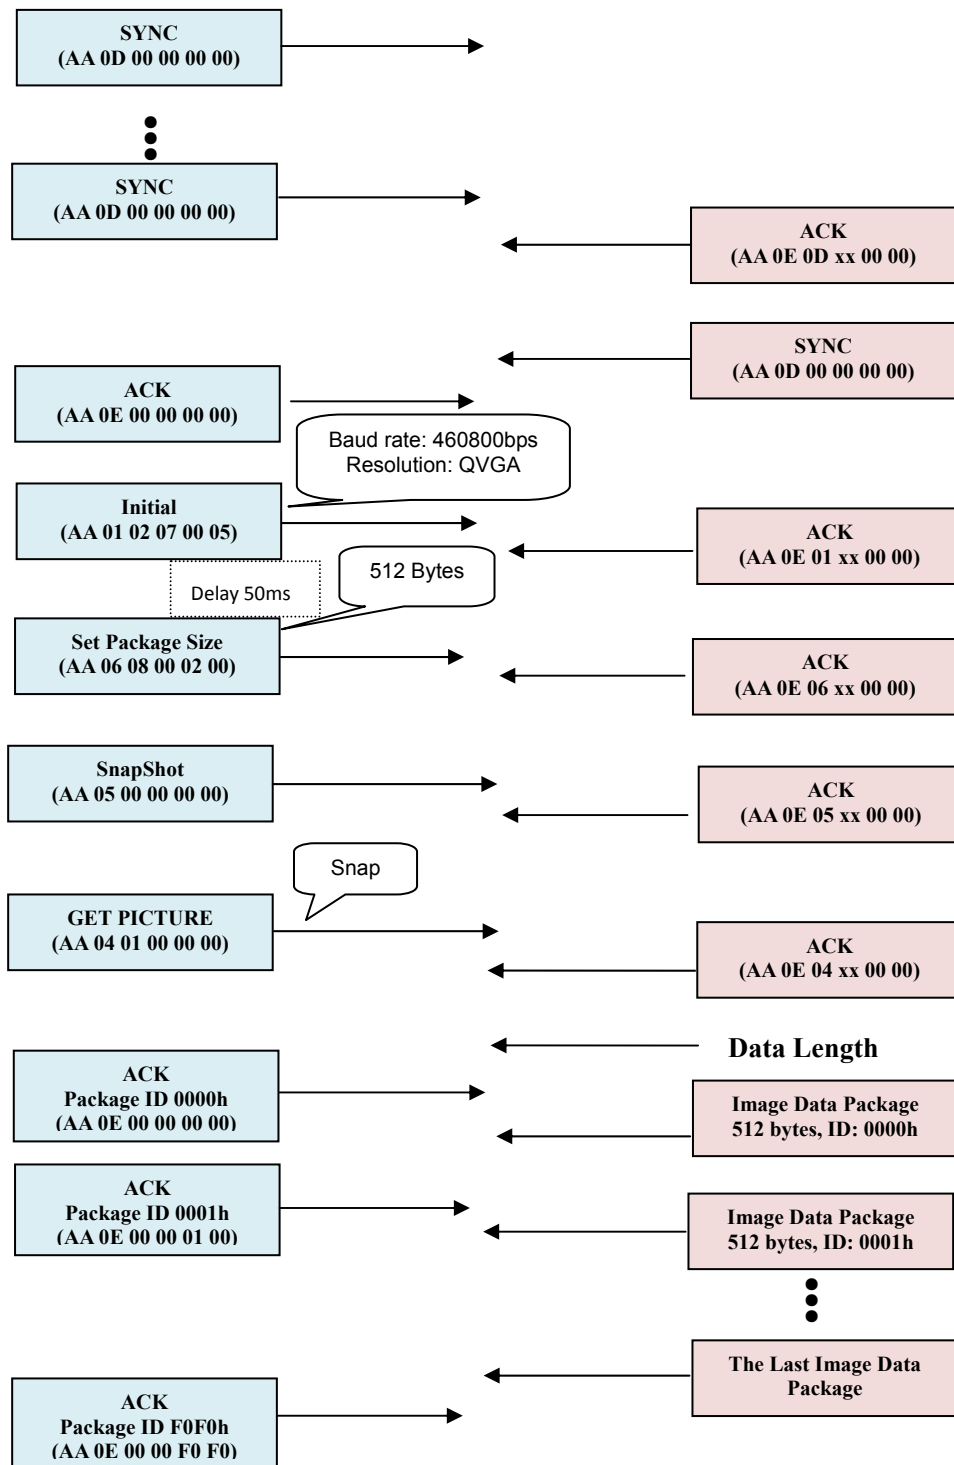 SYNC
(AA 0D 00 00 00 00)
SYNC
(AA 0D 00 00 00 00)
ACK
(AA 0E 0D xx 00 00)
SYNC
(AA 0D 00 00 00 00)
ACK
(AA 0E 00 00 00 00)
Baud rate: 460800bps
Resolution: QVGA
Initial
(AA 01 02 07 00 05)
ACK
(AA 0E 01 xx 00 00)
Delay 50ms
512 Bytes
Set Package Size
(AA 06 08 00 02 00)
ACK
(AA 0E 06 xx 00 00)
SnapShot
(AA 05 00 00 00 00)
ACK
(AA 0E 05 xx 00 00)
Snap
GET PICTURE
(AA 04 01 00 00 00)
ACK
(AA 0E 04 xx 00 00)
Data Length
ACK
Package ID 0000h
(AA 0E 00 00 00 00)
Image Data Package
512 bytes, ID: 0000h
ACK
Package ID 0001h
(AA 0E 00 00 01 00)
Image Data Package
512 bytes, ID: 0001h
The Last Image Data
Package
ACK
Package ID F0F0h
(AA 0E 00 00 F0 F0)